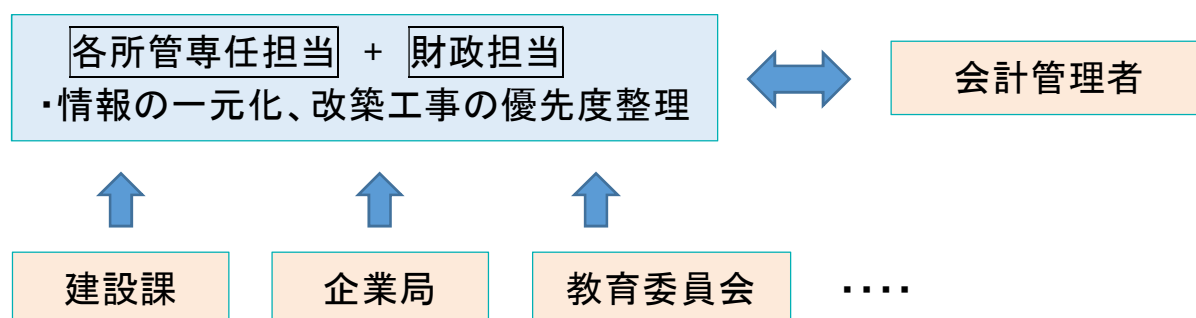 各所管専任担当 + 財政担当
・情報の一元化、改築工事の優先度整理
会計管理者
建設課
企業局
教育委員会
・・・・